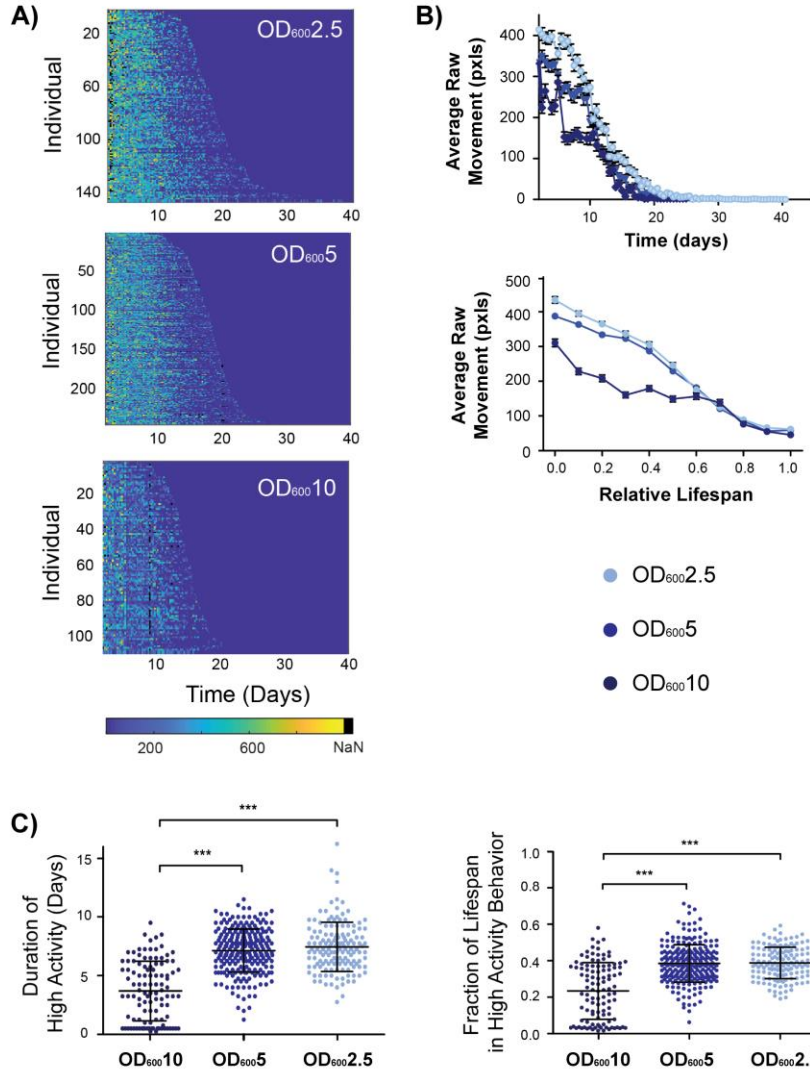 A)
OD₆₀₀2.5
Individual
20
60
100
140
10 20 30 40
OD₆₀₀5
Individual
50
100
150
200
10 20 30 40
OD₆₀₀10
Individual
20
40
60
80
100
10 20 30 40
Time (Days)
200 600 NaN
B)
Average Raw
Movement (pxls)
400
300
200
100
0
10 20 30 40
Time (days)
Average Raw
Movement (pxls)
500
400
300
200
100
0
0.0 0.2 0.4 0.6 0.8 1.0
Relative Lifespan
OD₆₀₀2.5
OD₆₀₀5
OD₆₀₀10
C)
Duration of
High Activity (Days)
15
10
5
0
***
***
OD₆₀₀10 OD₆₀₀5 OD₆₀₀2.5
Fraction of Lifespan
in High Activity Behavior
1.0
0.8
0.6
0.4
0.2
0.0
***
***
OD₆₀₀10 OD₆₀₀5 OD₆₀₀2.